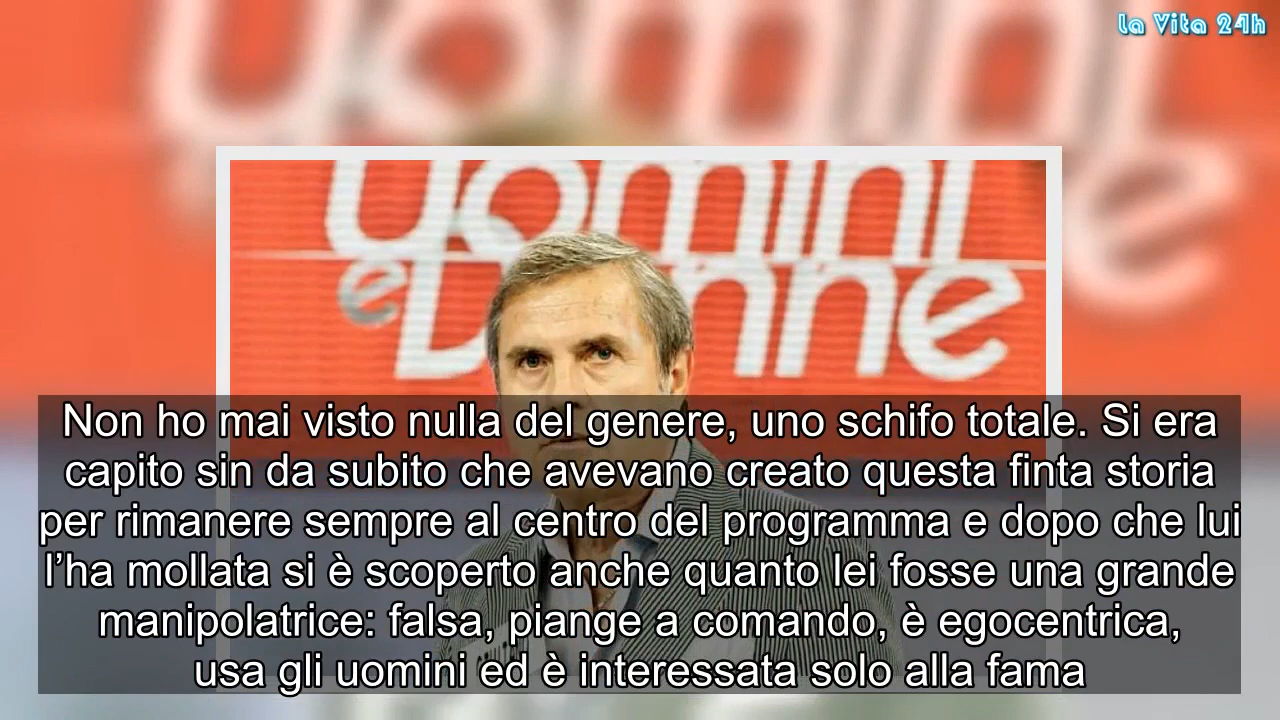 La Vita 24h
Uomini
e
Uomini
e Donne
Non ho mai visto nulla del genere, uno schifo totale. Si era
capito sin da subito che avevano creato questa finta storia
per rimanere sempre al centro del programma e dopo che lui
l’ha mollata si è scoperto anche quanto lei fosse una grande
manipolatrice: falsa, piange a comando, è egocentrica,
usa gli uomini ed è interessata solo alla fama